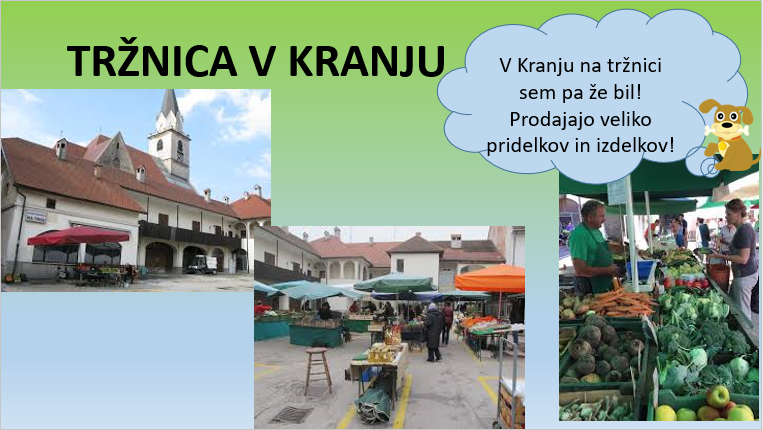 TRŽNICA V KRANJU
V Kranju na tržnici
sem pa že bil!
Prodajajo veliko
pridelkov in izdelkov!